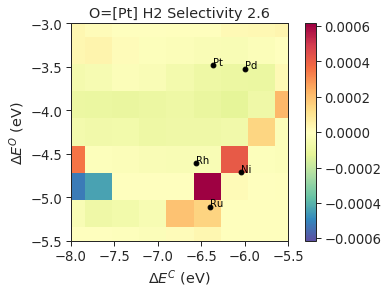 O=[Pt] H2 Selectivity 2.6
−3.0
−3.5
−4.0
−4.5
−5.0
−5.5
ΔE^O (eV)
Pt
Pd
Rh
Ni
Ru
−8.0 −7.5 −7.0 −6.5 −6.0 −5.5
ΔE^C (eV)
0.0006
0.0004
0.0002
0.0000
−0.0002
−0.0004
−0.0006